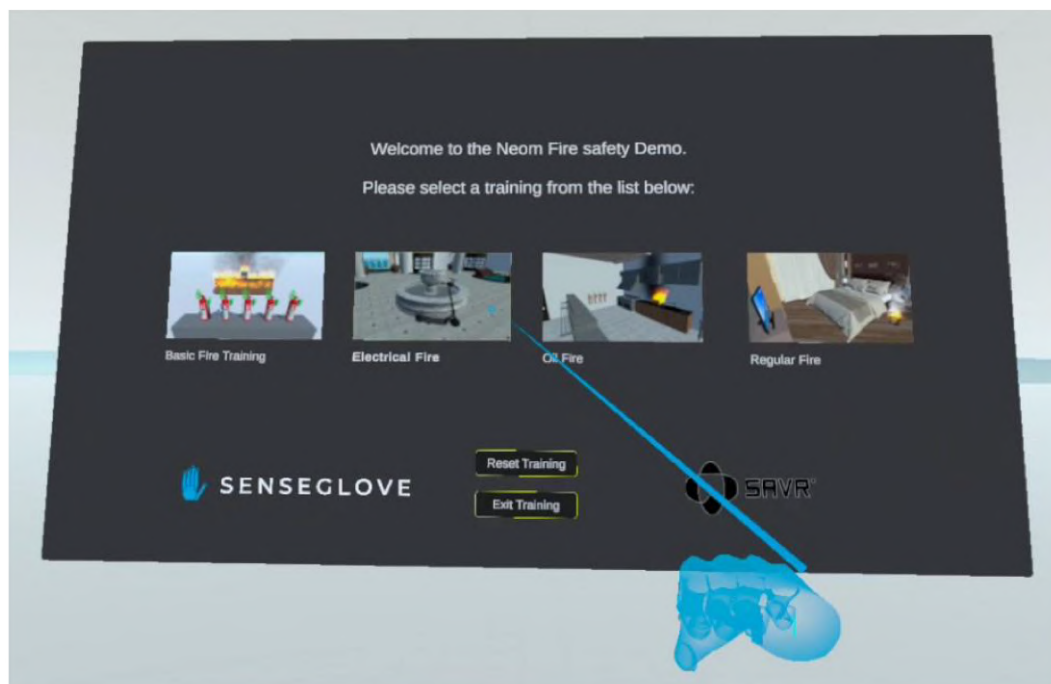 Welcome to the Neom Fire safety Demo.
Please select a training from the list below:
Basic Fire Training
Electrical Fire
Oil Fire
Regular Fire
Reset Training
SENSEGLOVE
SAVR
Exit Training